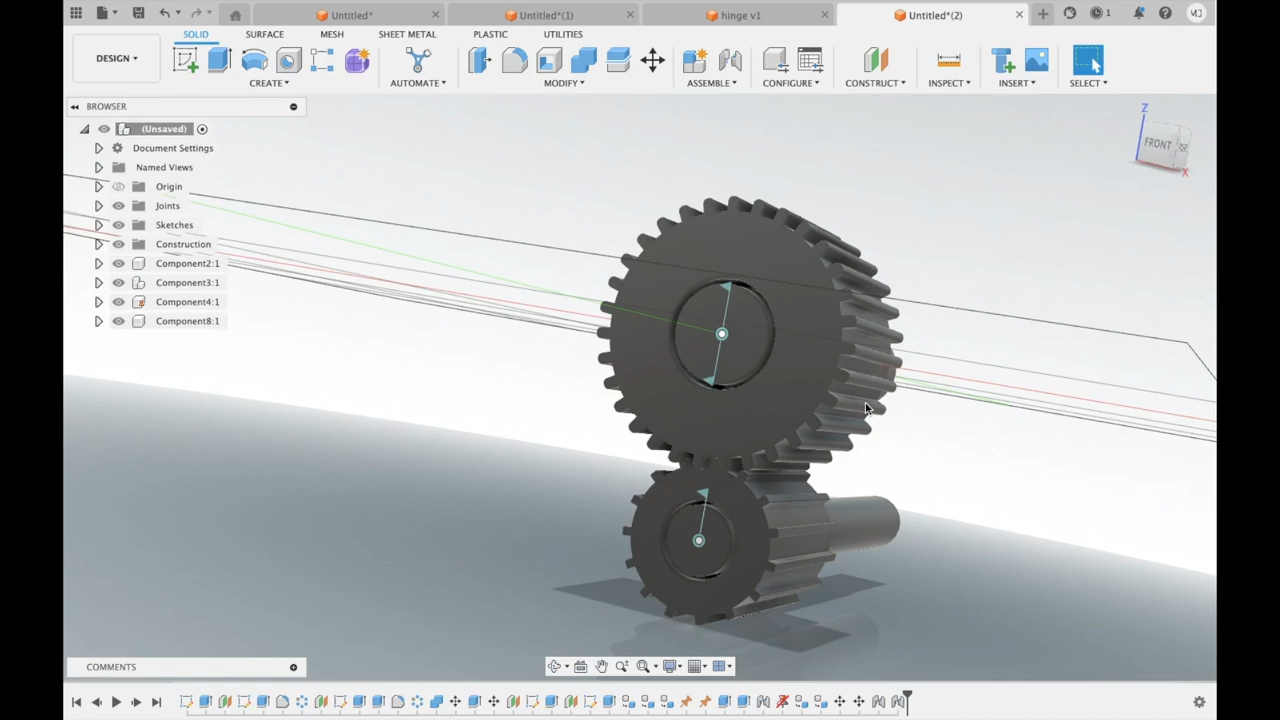 Untitled*
Untitled*(1)
hinge v1
Untitled*(2)
1
MJ
DESIGN
SOLID
SURFACE
MESH
SHEET METAL
PLASTIC
UTILITIES
CREATE
AUTOMATE
MODIFY
ASSEMBLE
CONFIGURE
CONSTRUCT
INSPECT
INSERT
SELECT
BROWSER
(Unsaved)
Document Settings
Named Views
Origin
Joints
Sketches
Construction
Component2:1
Component3:1
Component4:1
Component8:1
Z
FRONT
X
COMMENTS